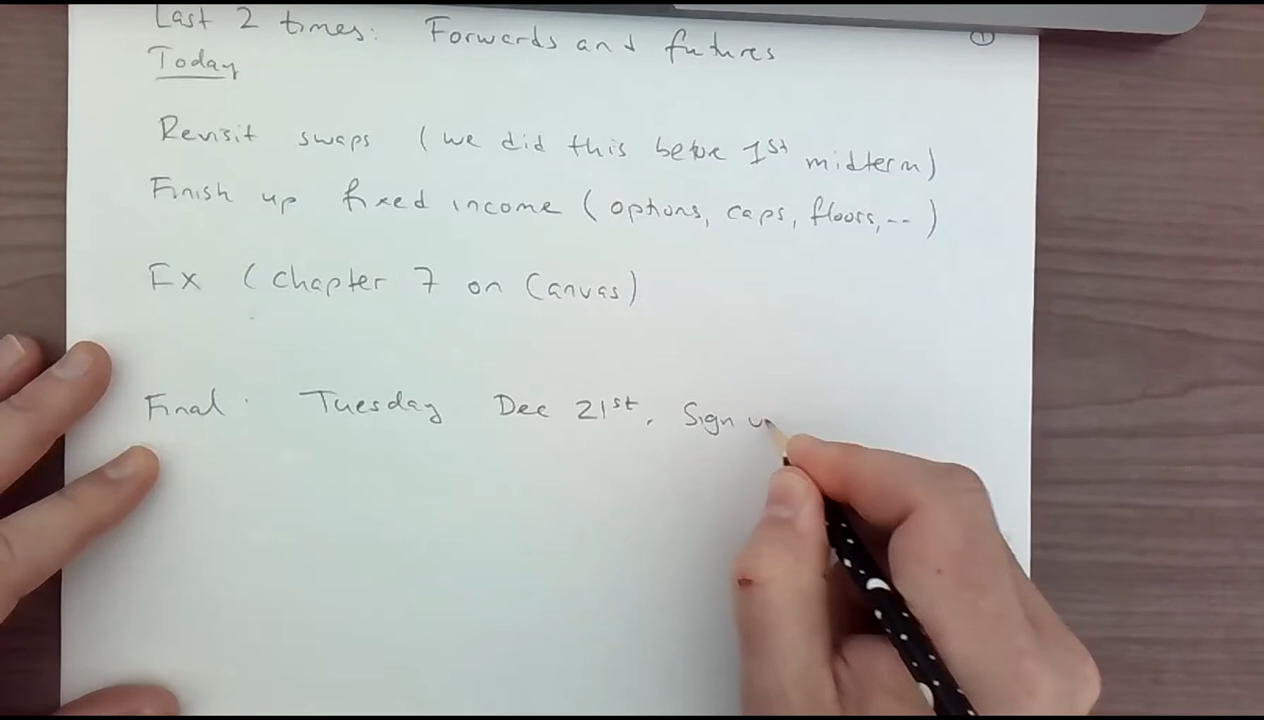 Last 2 times: Forwards and futures
①
Today
Revisit swaps (we did this before 1st midterm)
Finish up fixed income (options, caps, floors,--)
FX (Chapter 7 on Canvas)
Final: Tuesday Dec 21st. Sign u